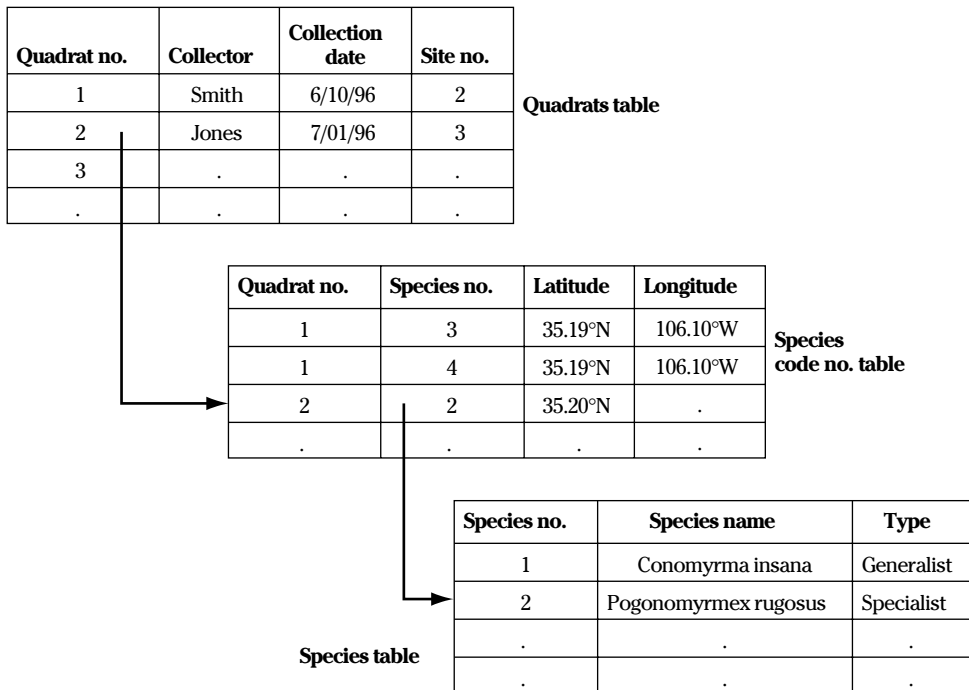 Quadrat no. Collector Collection date Site no.
1 Smith 6/10/96 2
2 Jones 7/01/96 3
3 . . .
. . . .
Quadrats table
Quadrat no. Species no. Latitude Longitude
1 3 35.19°N 106.10°W
1 4 35.19°N 106.10°W
2 2 35.20°N .
. . . .
Species
code no. table
Species no. Species name Type
1 Conomyrma insana Generalist
2 Pogonomyrmex rugosus Specialist
. . .
. . .
Species table